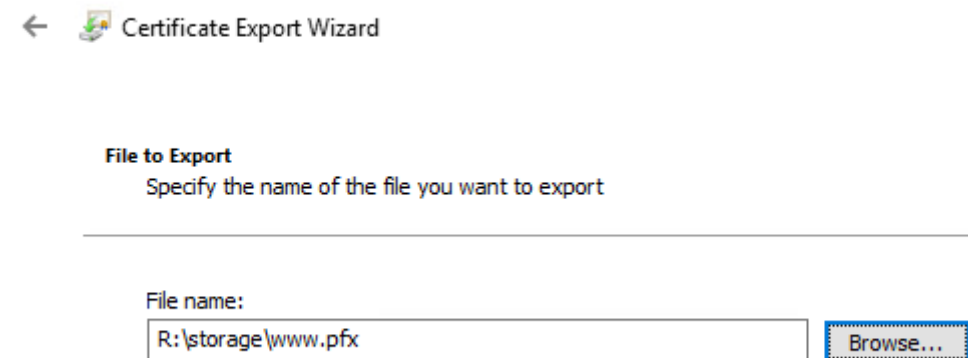 Certificate Export Wizard
File to Export
Specify the name of the file you want to export
File name:
R:\storage\www.pfx
Browse...